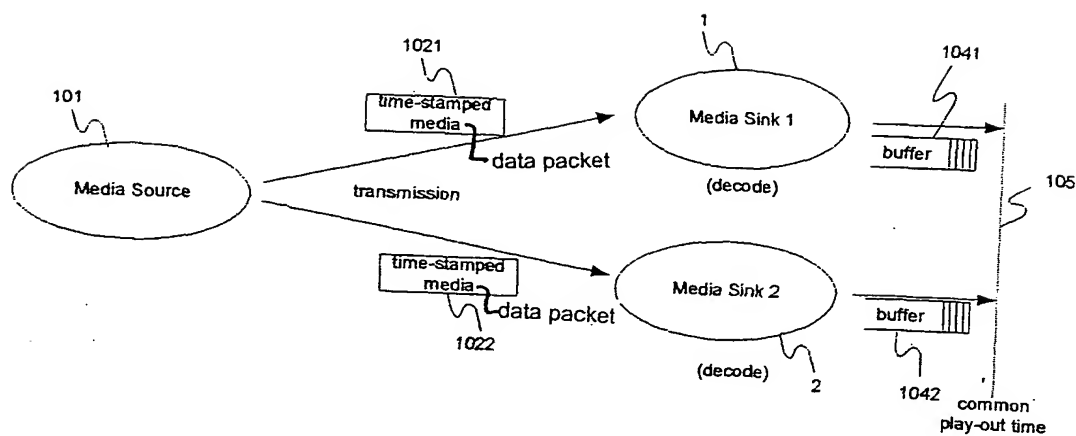 1021
1
1041
101
time-stamped
media
data packet
Media Sink 1
buffer
Media Source
transmission
(decode)
105
time-stamped
media
data packet
Media Sink 2
buffer
1022
(decode)
2
1042
common
play-out time